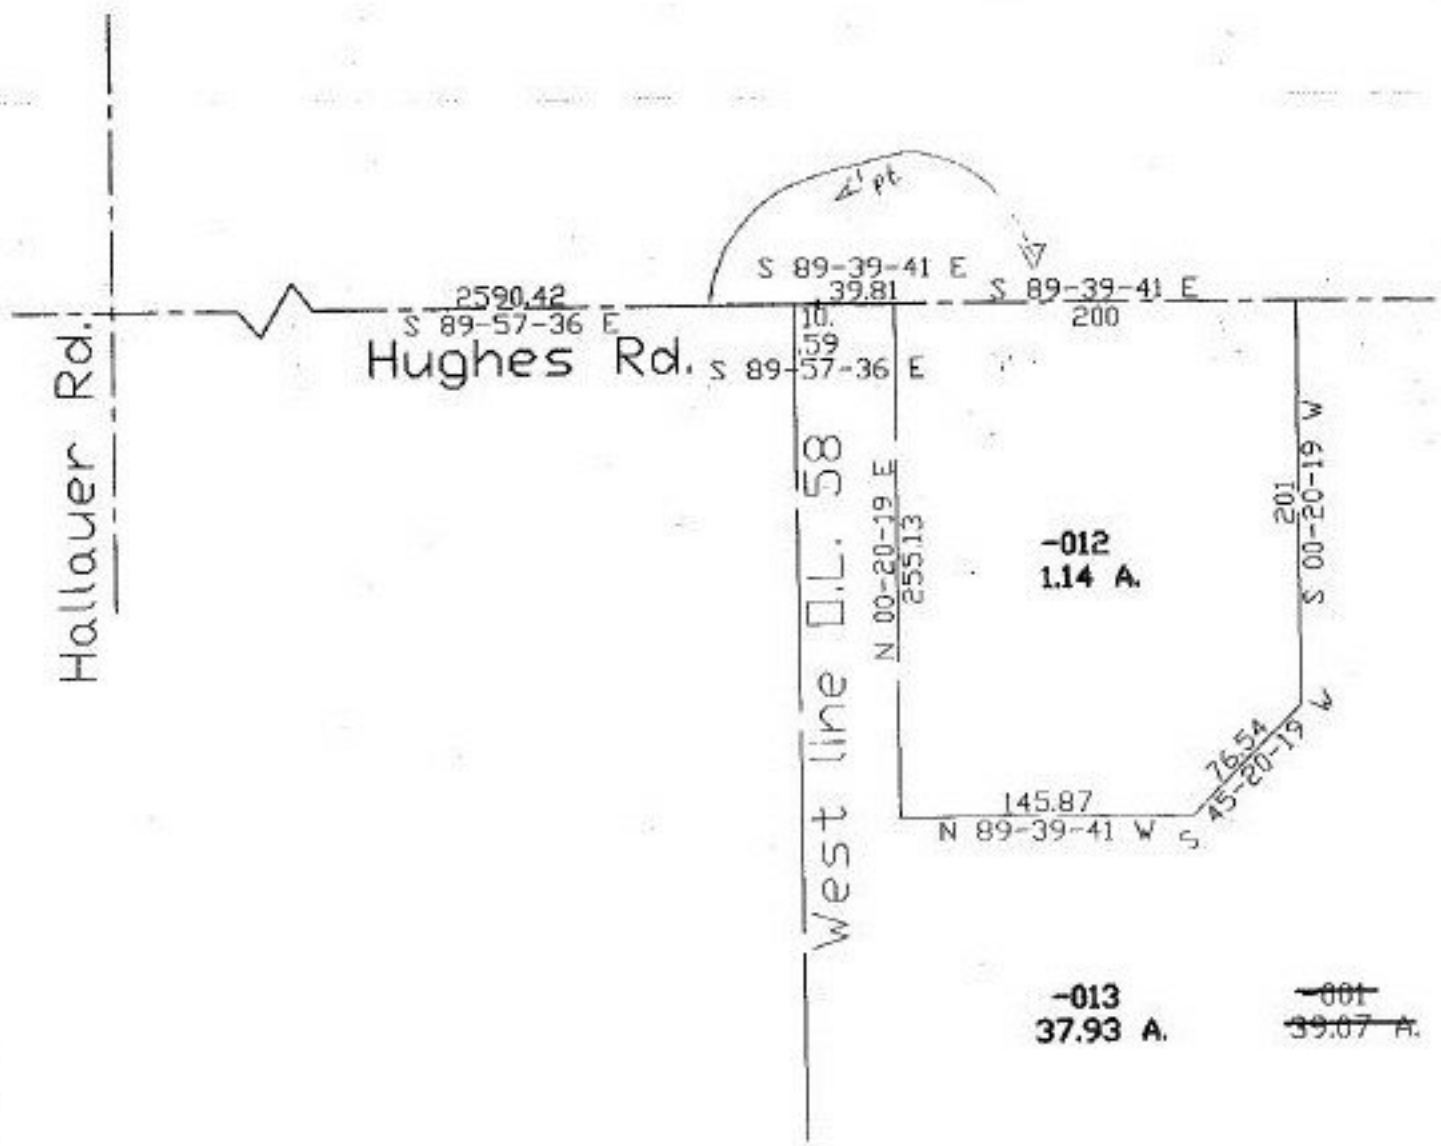 ∠ pt
S 89-39-41 E
39.81
S 89-39-41 E
200
2590.42
S 89-57-36 E
10.59
S 89-57-36 E
Hughes Rd.
Hallauer Rd.
West line O.L. 58
N 00-20-19 E
255.13
-012
1.14 A.
201
S 00-20-19 W
76.54
S 45-20-19 W
145.87
N 89-39-41 W
-013
37.93 A.
-001
39.07 A.